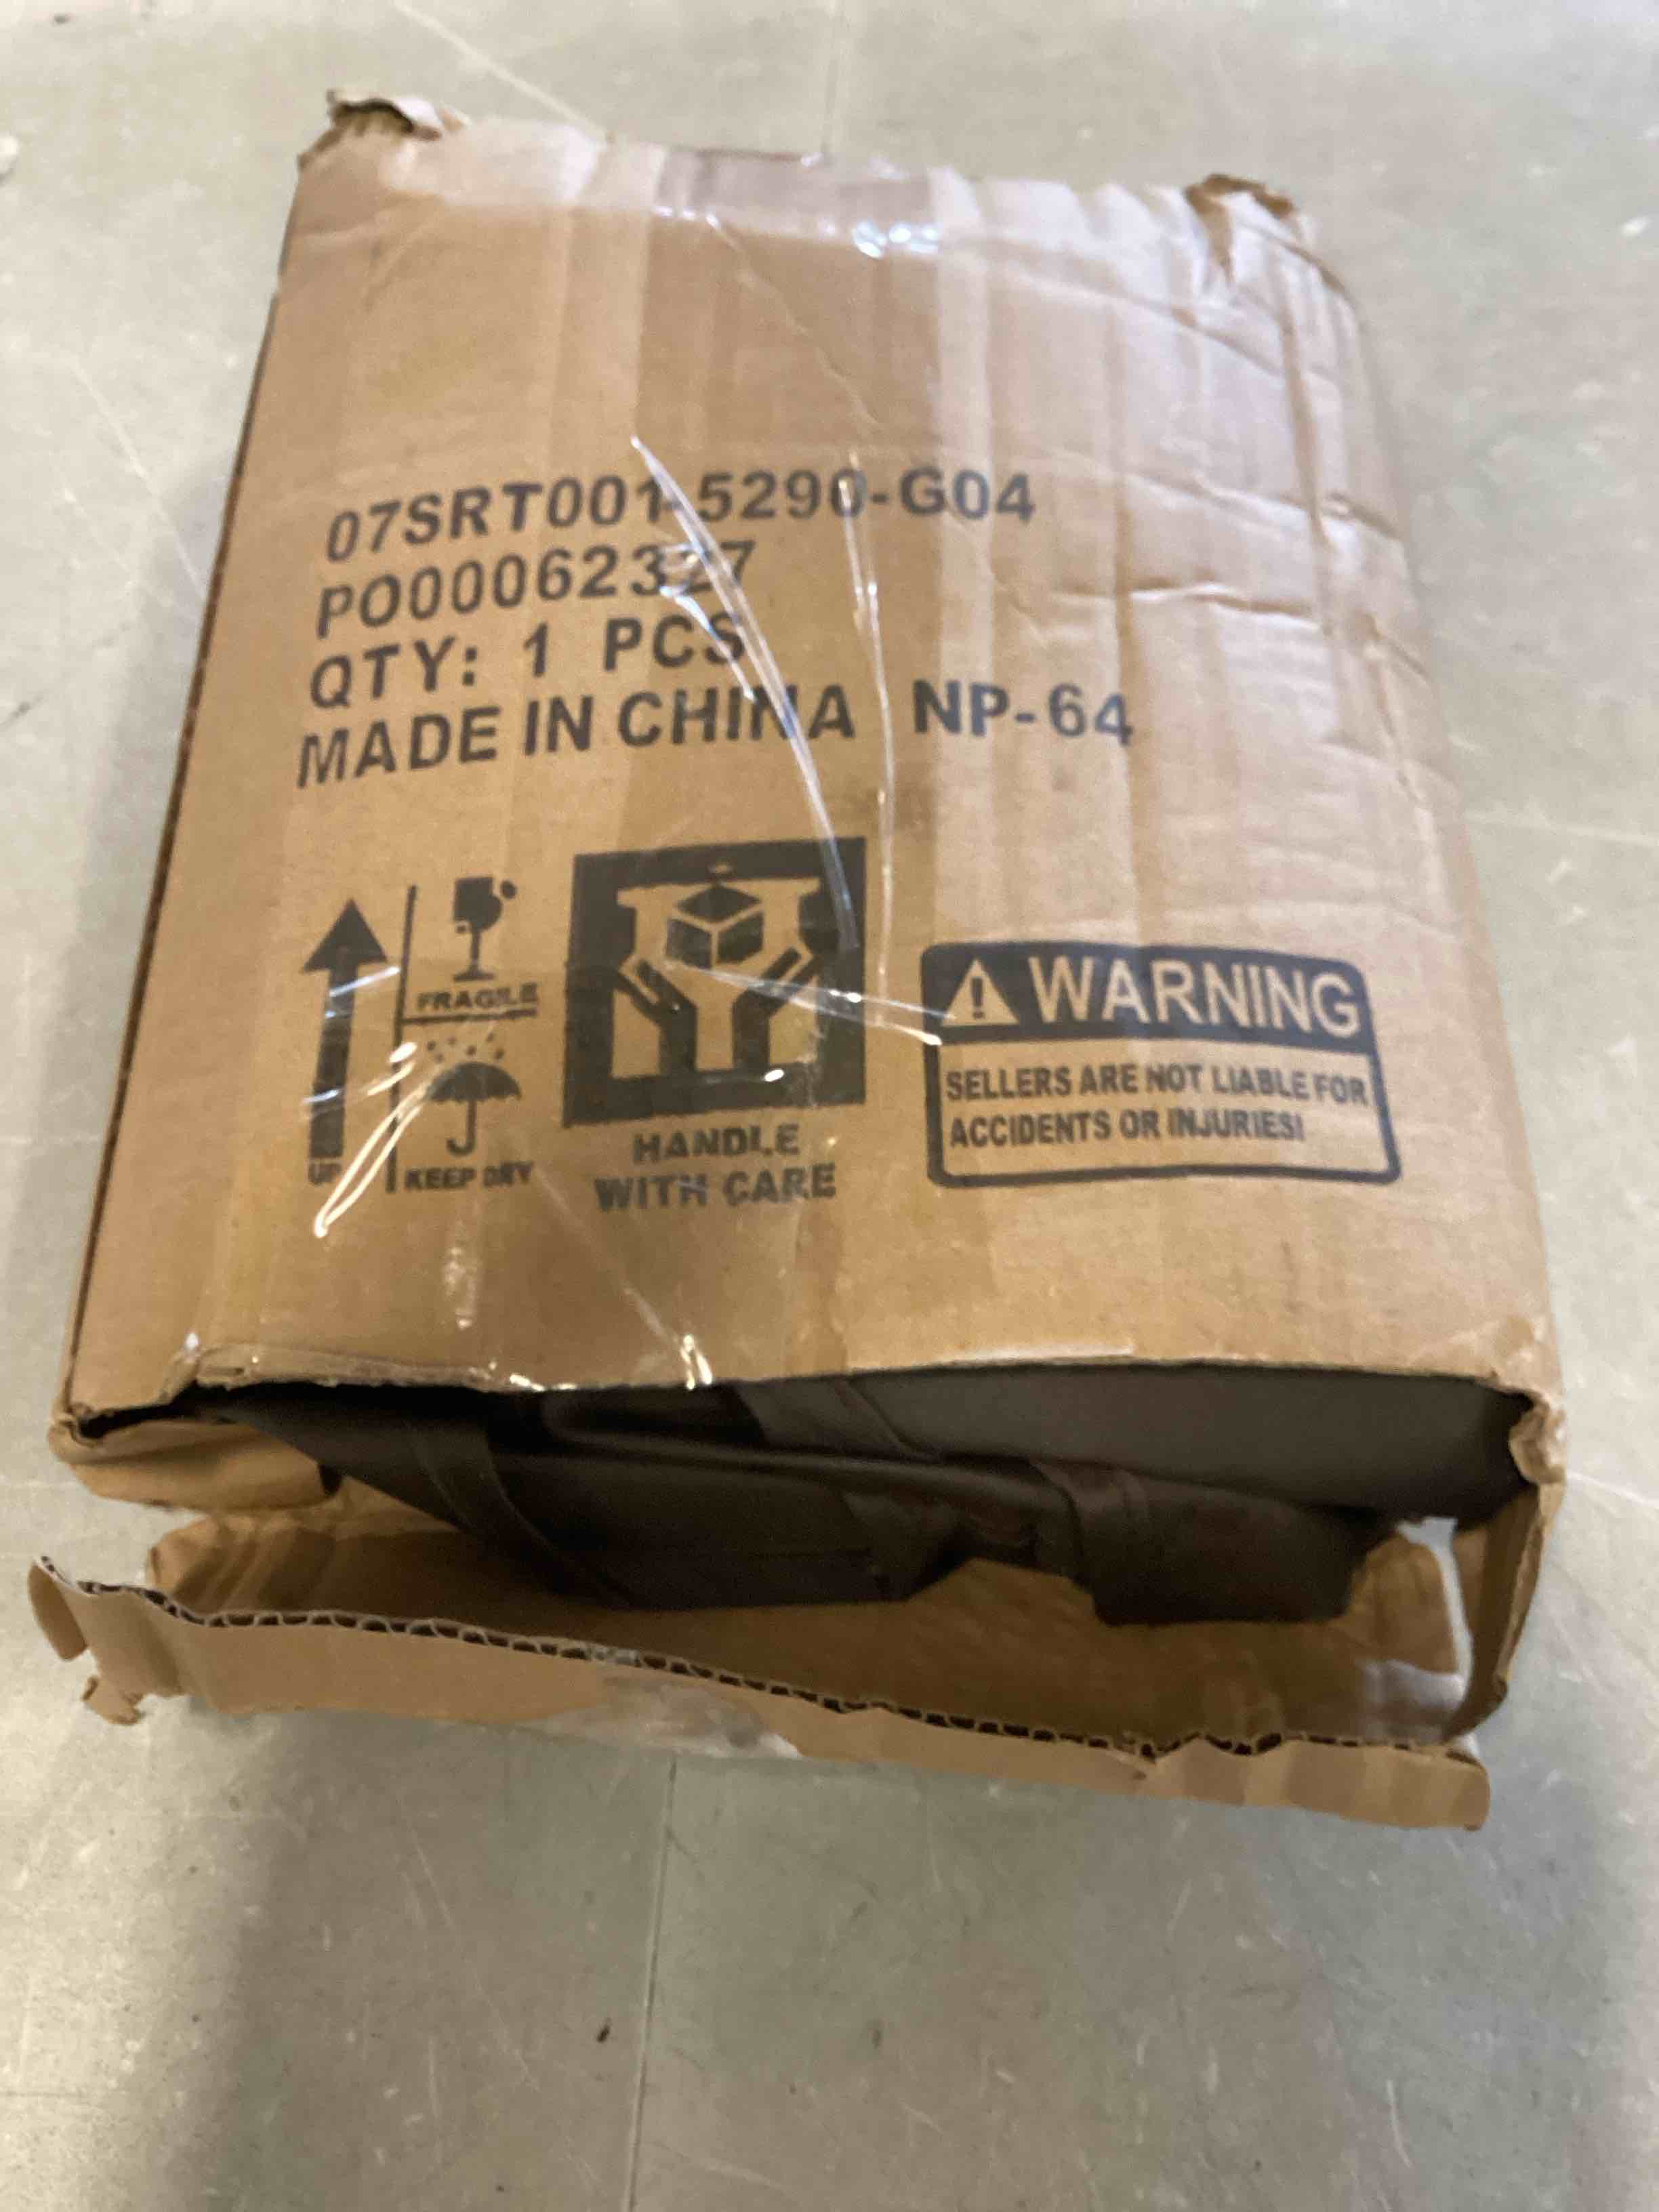 07SRT001-5290-G04
PO00062327
QTY: 1 PCS
MADE IN CHINA NP-64
FRAGILE
UP
KEEP DRY
HANDLE
WITH CARE
WARNING
SELLERS ARE NOT LIABLE FOR
ACCIDENTS OR INJURIES!